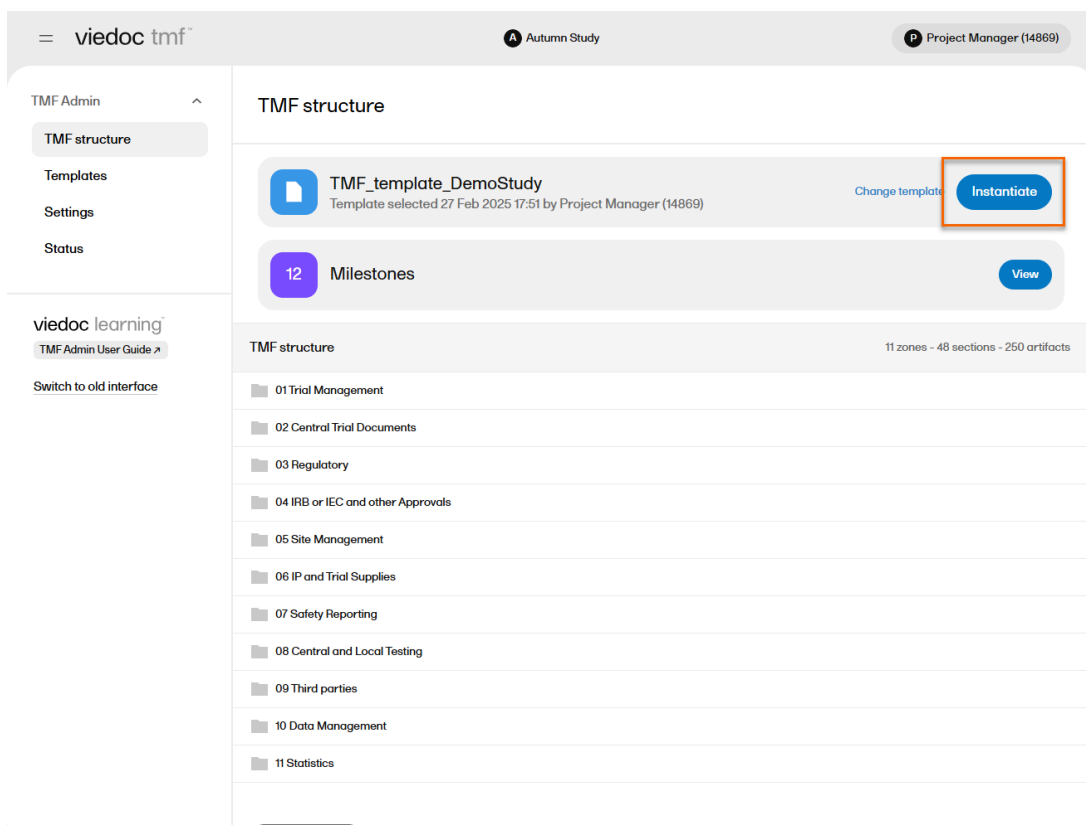 viedoc tmf™
A Autumn Study
P Project Manager (14869)
TMF Admin
TMF structure
Templates
Settings
Status
viedoc learning™
TMF Admin User Guide ↗
Switch to old interface
TMF structure
TMF_template_DemoStudy
Template selected 27 Feb 2025 17:51 by Project Manager (14869)
Change template
Instantiate
12 Milestones
View
TMF structure
11 zones - 48 sections - 250 artifacts
01 Trial Management
02 Central Trial Documents
03 Regulatory
04 IRB or IEC and other Approvals
05 Site Management
06 IP and Trial Supplies
07 Safety Reporting
08 Central and Local Testing
09 Third parties
10 Data Management
11 Statistics